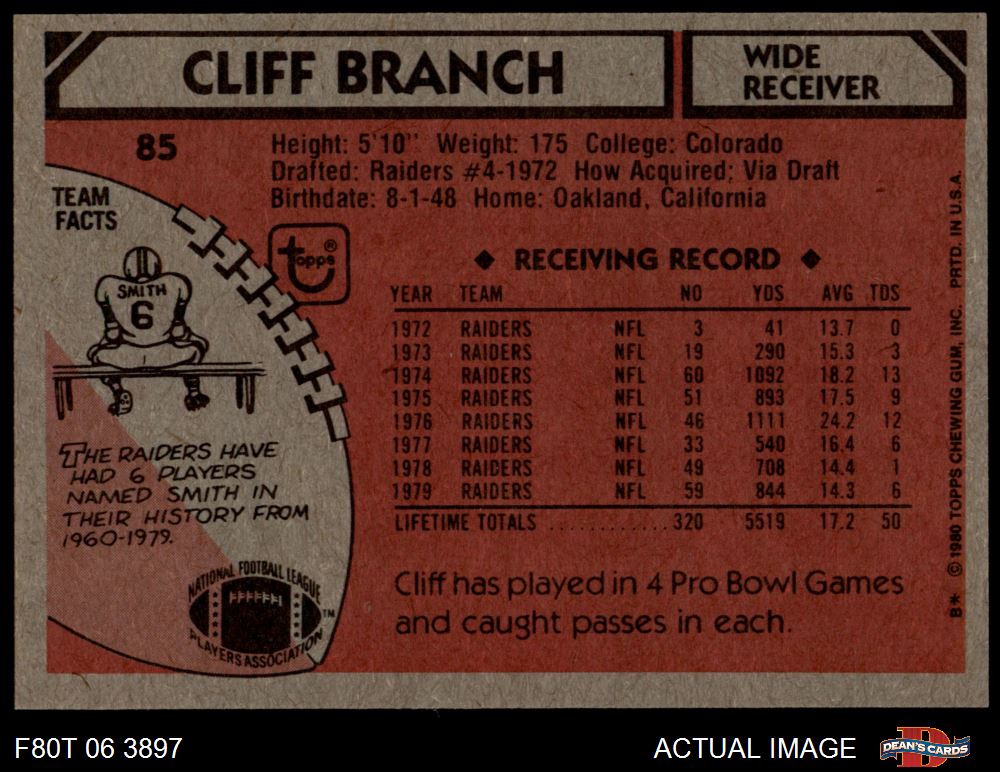 CLIFF BRANCH
WIDE
RECEIVER
85
Height: 5'10" Weight: 175 College: Colorado
Drafted: Raiders #4-1972 How Acquired: Via Draft
Birthdate: 8-1-48 Home: Oakland, California
TEAM
FACTS
SMITH
6
THE RAIDERS HAVE
HAD 6 PLAYERS
NAMED SMITH IN
THEIR HISTORY FROM
1960-1979.
topps®
◆ RECEIVING RECORD ◆
YEAR TEAM NO YDS AVG TDS
1972 RAIDERS NFL 3 41 13.7 0
1973 RAIDERS NFL 19 290 15.3 3
1974 RAIDERS NFL 60 1092 18.2 13
1975 RAIDERS NFL 51 893 17.5 9
1976 RAIDERS NFL 46 1111 24.2 12
1977 RAIDERS NFL 33 540 16.4 6
1978 RAIDERS NFL 49 708 14.4 1
1979 RAIDERS NFL 59 844 14.3 6
LIFETIME TOTALS ............ 320 5519 17.2 50
Cliff has played in 4 Pro Bowl Games
and caught passes in each.
NATIONAL FOOTBALL LEAGUE
PLAYERS ASSOCIATION
™
B* © 1980 TOPPS CHEWING GUM, INC. PRTD. IN U.S.A.
F80T 06 3897
ACTUAL IMAGE
D
DEAN'S CARDS